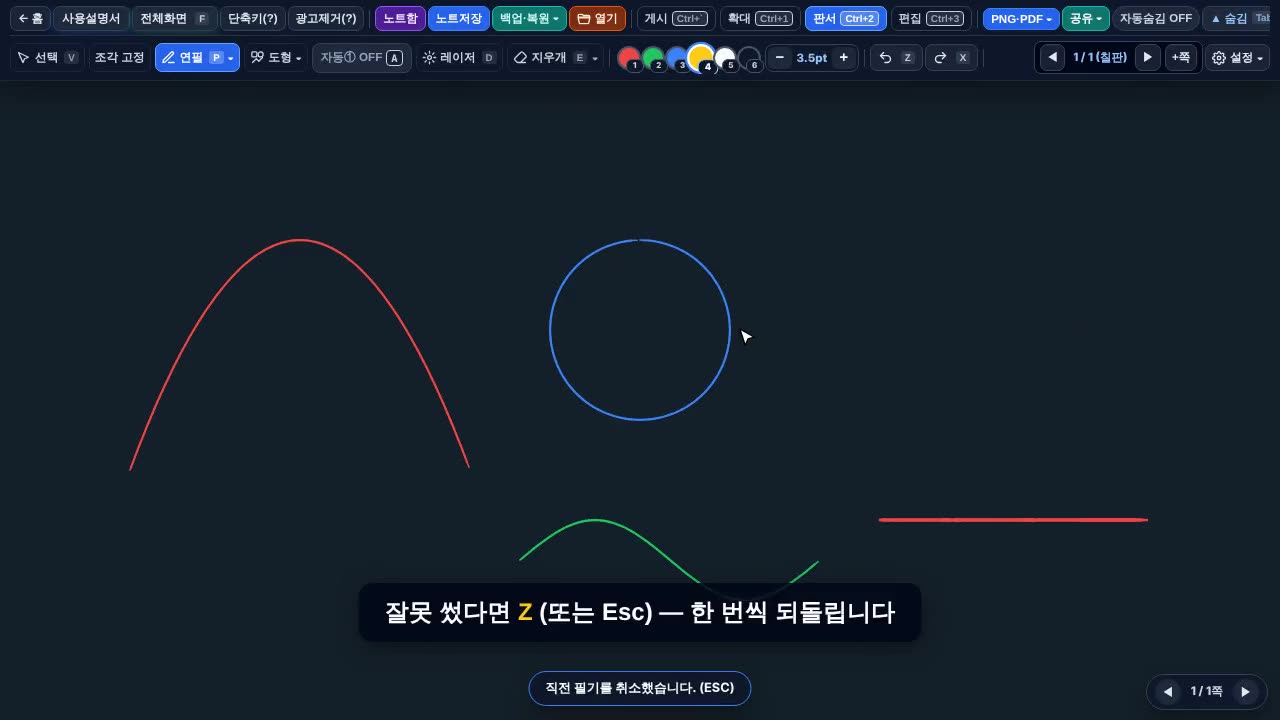 ← 홈 사용설명서 전체화면 F 단축키(?) 광고제거(?) 노트함 노트저장 백업·복원 열기 게시 Ctrl+` 확대 Ctrl+1 판서 Ctrl+2 편집 Ctrl+3 PNG·PDF 공유 자동숨김 OFF ▲ 숨김 Tab
선택 V 조각 고정 연필 P 도형 자동① OFF A 레이저 D 지우개 E 1 2 3 4 5 6 − 3.5pt + Z X ◀ 1 / 1(칠판) ▶ +쪽 설정
잘못 썼다면 Z (또는 Esc) — 한 번씩 되돌립니다
직전 필기를 취소했습니다. (ESC)
◀ 1 / 1쪽 ▶